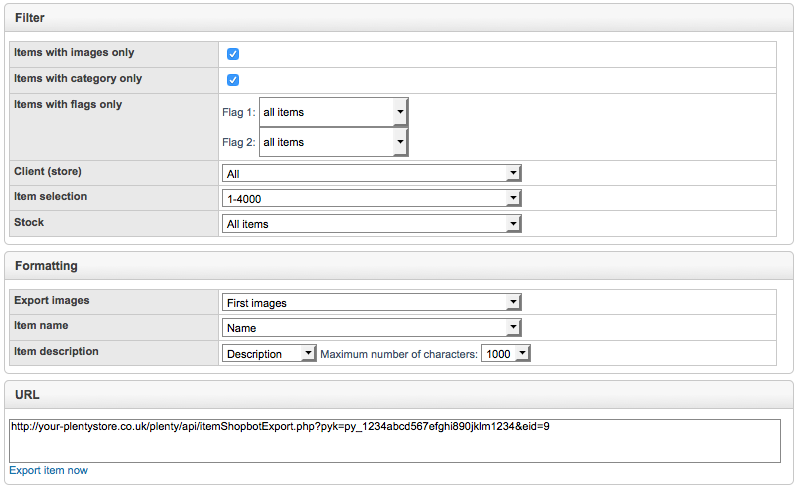 Filter
Items with images only
Items with category only
Items with flags only
Flag 1: all items
Flag 2: all items
Client (store) All
Item selection 1-4000
Stock All items
Formatting
Export images First images
Item name Name
Item description Description Maximum number of characters: 1000
URL
http://your-plentystore.co.uk/plenty/api/itemShopbotExport.php?pyk=py_1234abcd567efghi890jklm1234&eid=9
Export item now